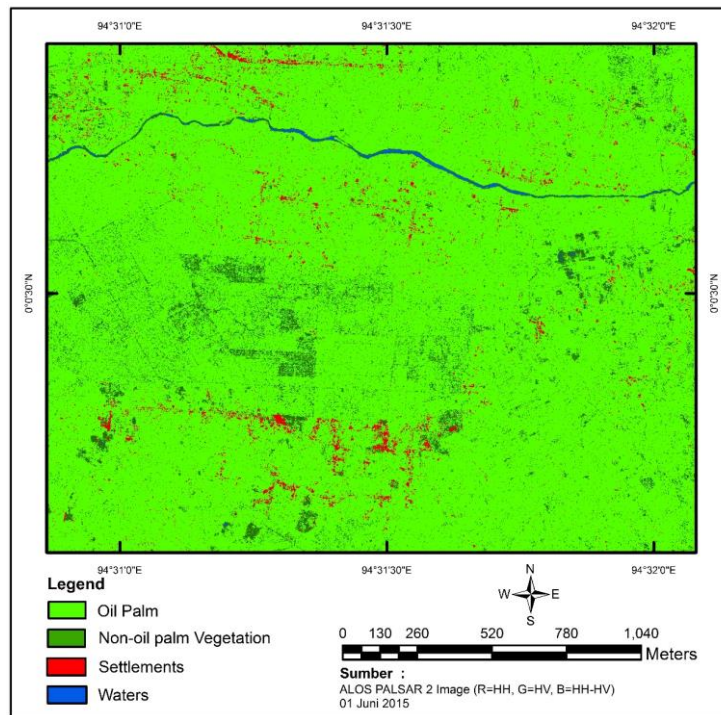 94°31'0"E 94°31'30"E 94°32'0"E
0°0'30"N 0°0'30"N
94°31'0"E 94°31'30"E 94°32'0"E
Legend
Oil Palm
Non-oil palm Vegetation
Settlements
Waters
N
W E
S
0 130 260 520 780 1,040
Meters
Sumber :
ALOS PALSAR 2 Image (R=HH, G=HV, B=HH-HV)
01 Juni 2015